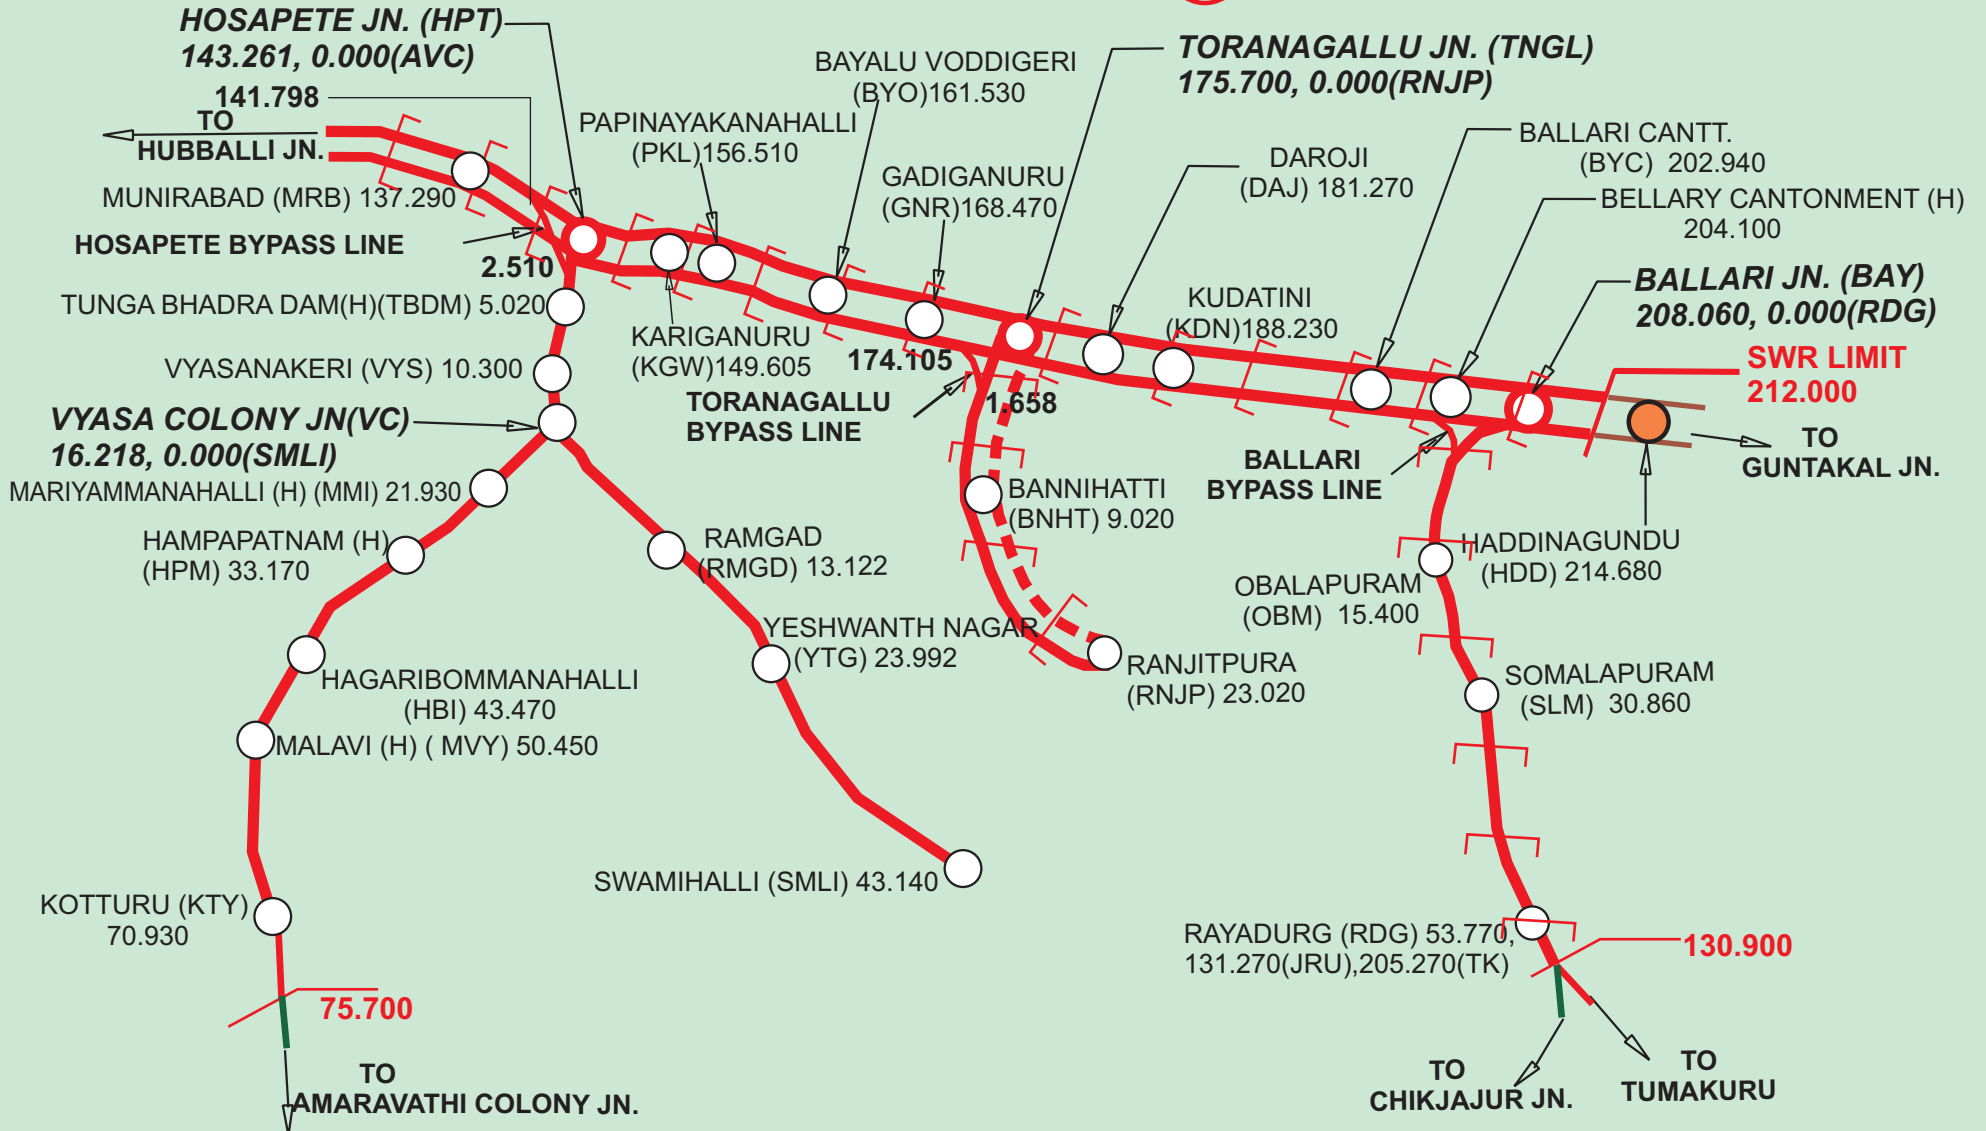 HOSAPETE JN. (HPT)
143.261, 0.000(AVC)
141.798
TO
HUBBALLI JN.
MUNIRABAD (MRB) 137.290
HOSAPETE BYPASS LINE
2.510
PAPINAYAKANAHALLI
(PKL)156.510
BAYALU VODDIGERI
(BYO)161.530
GADIGANURU
(GNR)168.470
TORANAGALLU JN. (TNGL)
175.700, 0.000(RNJP)
DAROJI
(DAJ) 181.270
BALLARI CANTT.
(BYC) 202.940
BELLARY CANTONMENT (H)
204.100
BALLARI JN. (BAY)
208.060, 0.000(RDG)
SWR LIMIT
212.000
TO
GUNTAKAL JN.
KUDATINI
(KDN)188.230
KARIGANURU
(KGW)149.605
174.105
TORANAGALLU
BYPASS LINE
1.658
BALLARI
BYPASS LINE
TUNGA BHADRA DAM(H)(TBDM) 5.020
VYASANAKERI (VYS) 10.300
VYASA COLONY JN(VC)
16.218, 0.000(SMLI)
MARIYAMMANAHALLI (H) (MMI) 21.930
HAMPAPATNAM (H)
(HPM) 33.170
RAMGAD
(RMGD) 13.122
BANNIHATTI
(BNHT) 9.020
HADDINAGUNDU
(HDD) 214.680
OBALAPURAM
(OBM) 15.400
YESHWANTH NAGAR
(YTG) 23.992
RANJITPURA
(RNJP) 23.020
SOMALAPURAM
(SLM) 30.860
HAGARIBOMMANAHALLI
(HBI) 43.470
MALAVI (H) ( MVY) 50.450
SWAMIHALLI (SMLI) 43.140
KOTTURU (KTY)
70.930
RAYADURG (RDG) 53.770,
131.270(JRU),205.270(TK)
130.900
75.700
TO
AMARAVATHI COLONY JN.
TO
CHIKJAJUR JN.
TO
TUMAKURU